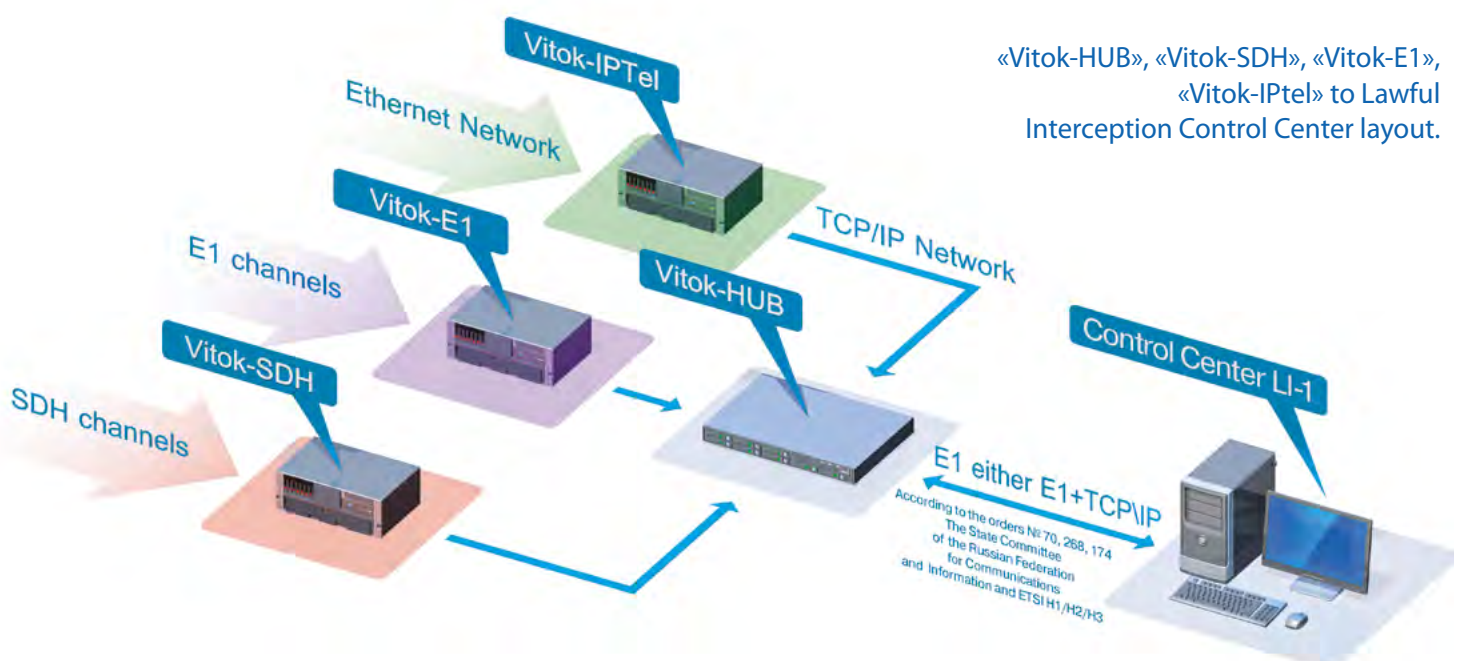 «Vitok-HUB», «Vitok-SDH», «Vitok-E1»,
«Vitok-IPtel» to Lawful
Interception Control Center layout.
Vitok-IPTel
Ethernet Network
Vitok-E1
E1 channels
TCP/IP Network
Vitok-HUB
Vitok-SDH
SDH channels
Control Center LI-1
E1 either E1+TCP\IP
According to the orders № 70, 268, 174
The State Committee
of the Russian Federation
for Communications
and Information and ETSI H1/H2/H3